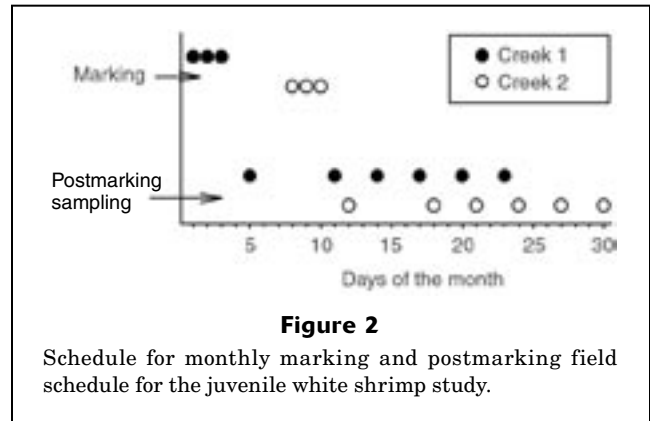 Marking
Creek 1
Creek 2
Postmarking
sampling
5 10 15 20 25 30
Days of the month
Figure 2
Schedule for monthly marking and postmarking field
schedule for the juvenile white shrimp study.